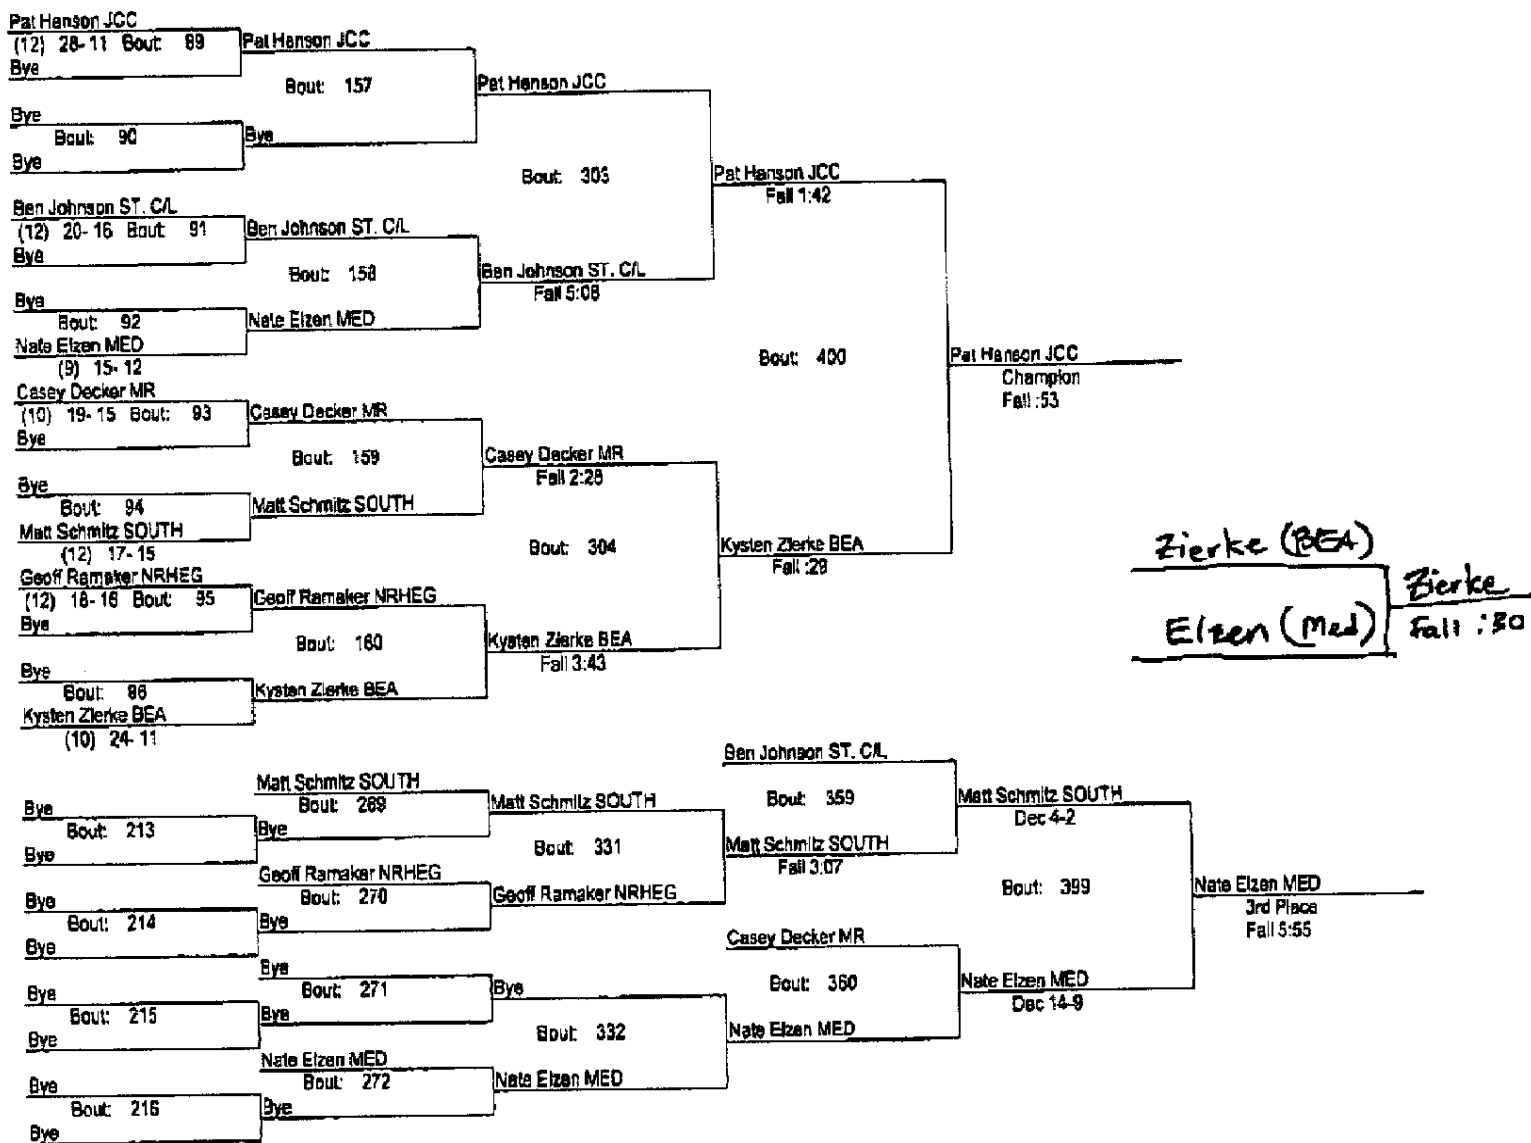 Pat Hanson JCC
(12) 28-11 Bout: 89
Bye
Bye
Bout: 90
Bye
Ben Johnson ST. C/L
(12) 20-16 Bout: 91
Bye
Bye
Bout: 92
Nate Elzen MED
(9) 15-12
Casey Decker MR
(10) 19-15 Bout: 93
Bye
Bye
Bout: 94
Matt Schmitz SOUTH
(12) 17-15
Geoff Ramaker NRHEG
(12) 18-16 Bout: 95
Bye
Bye
Bout: 96
Kysten Zierke BEA
(10) 24-11
Pat Hanson JCC
Bout: 157
Bye
Ben Johnson ST. C/L
Bout: 158
Nate Elzen MED
Casey Decker MR
Bout: 159
Matt Schmitz SOUTH
Geoff Ramaker NRHEG
Bout: 160
Kysten Zierke BEA
Pat Hanson JCC
Bout: 303
Ben Johnson ST. C/L
Fall 5:08
Casey Decker MR
Fall 2:28
Bout: 304
Kysten Zierke BEA
Fall 3:43
Pat Hanson JCC
Fall 1:42
Bout: 400
Kysten Zierke BEA
Fall :29
Pat Hanson JCC
Champion
Fall :53
Zierke (BEA)
Elzen (Med)
Zierke
Fall :30
Bye
Bout: 213
Bye
Bye
Bout: 214
Bye
Bye
Bout: 215
Bye
Bye
Bout: 216
Bye
Matt Schmitz SOUTH
Bout: 269
Bye
Geoff Ramaker NRHEG
Bout: 270
Bye
Bye
Bout: 271
Bye
Nate Elzen MED
Bout: 272
Bye
Matt Schmitz SOUTH
Bout: 331
Geoff Ramaker NRHEG
Bye
Bout: 332
Nate Elzen MED
Ben Johnson ST. C/L
Bout: 359
Matt Schmitz SOUTH
Fall 3:07
Casey Decker MR
Bout: 360
Nate Elzen MED
Matt Schmitz SOUTH
Dec 4-2
Bout: 399
Nate Elzen MED
Dec 14-9
Nate Elzen MED
3rd Place
Fall 5:55